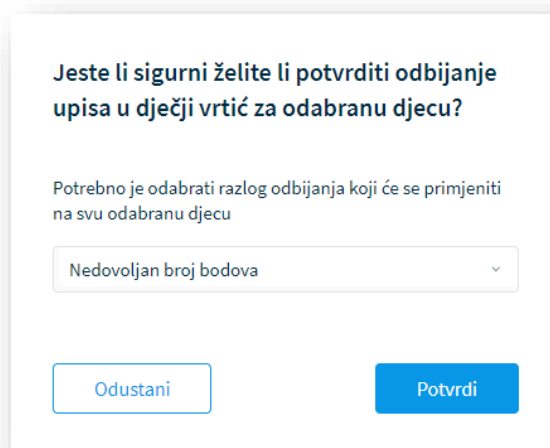 Jeste li sigurni želite li potvrditi odbijanje
upisa u dječji vrtić za odabranu djecu?
Potrebno je odabrati razlog odbijanja koji će se primjeniti
na svu odabranu djecu
Nedovoljan broj bodova
Odustani
Potvrdi